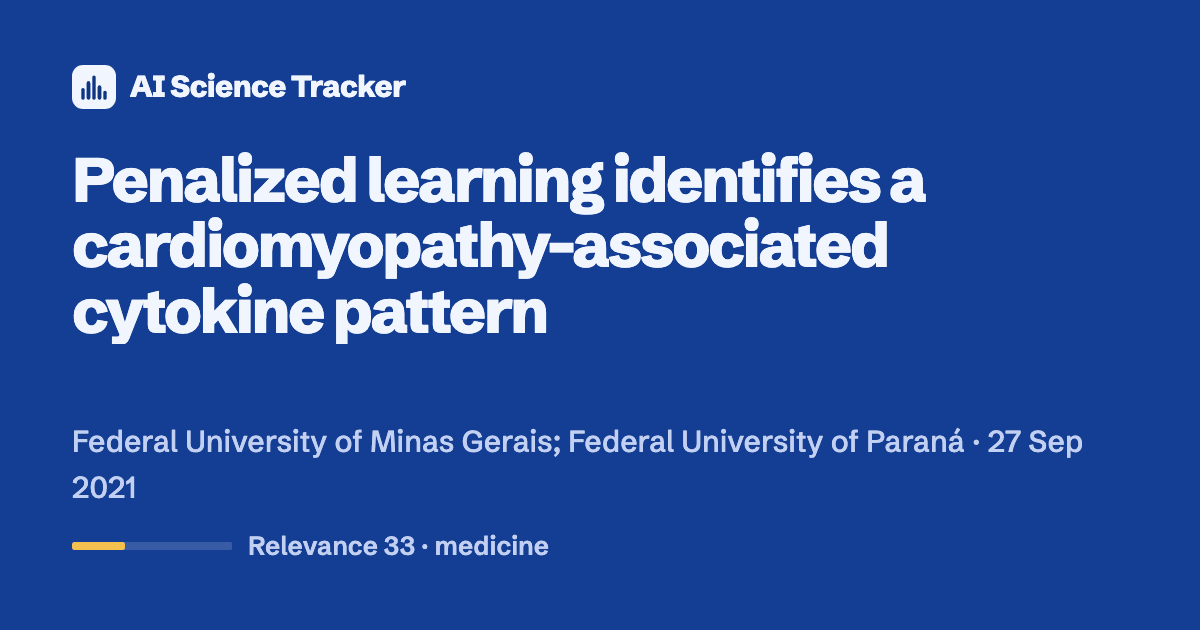 AI Science Tracker
Penalized learning identifies a
cardiomyopathy-associated
cytokine pattern
Federal University of Minas Gerais; Federal University of Paraná · 27 Sep
2021
Relevance 33 · medicine